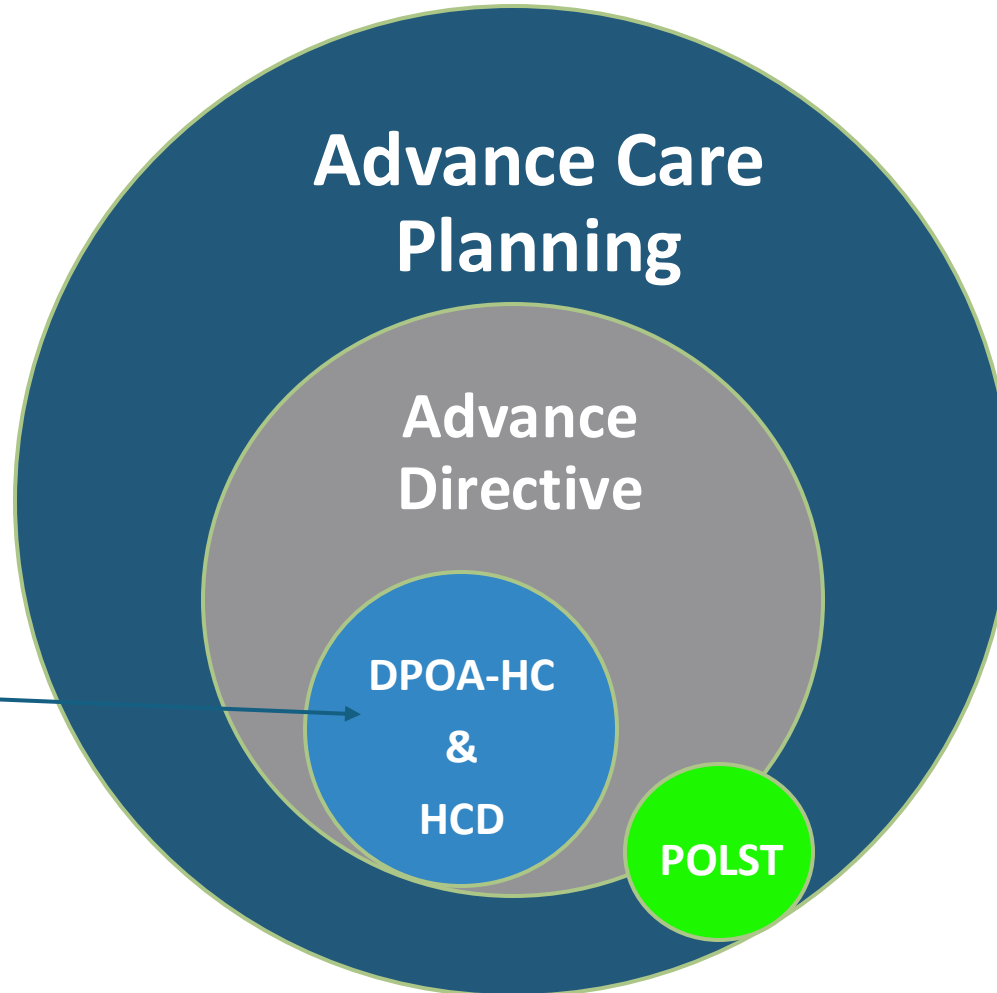 Advance Care
Planning
Advance
Directive
DPOA-HC
&
HCD
POLST